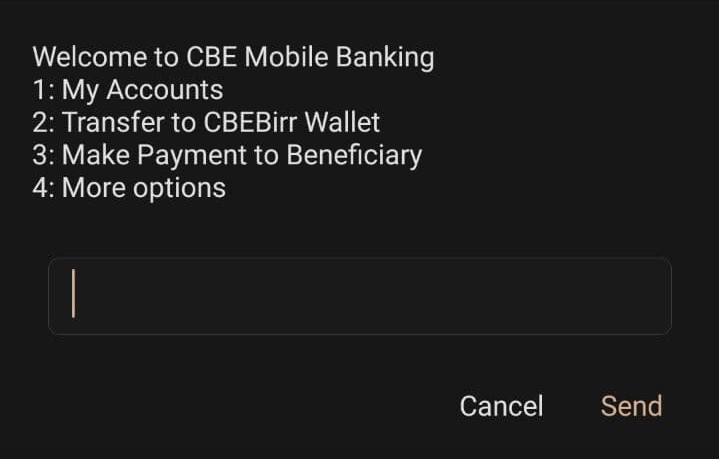 Welcome to CBE Mobile Banking
1: My Accounts
2: Transfer to CBEBirr Wallet
3: Make Payment to Beneficiary
4: More options
Cancel Send